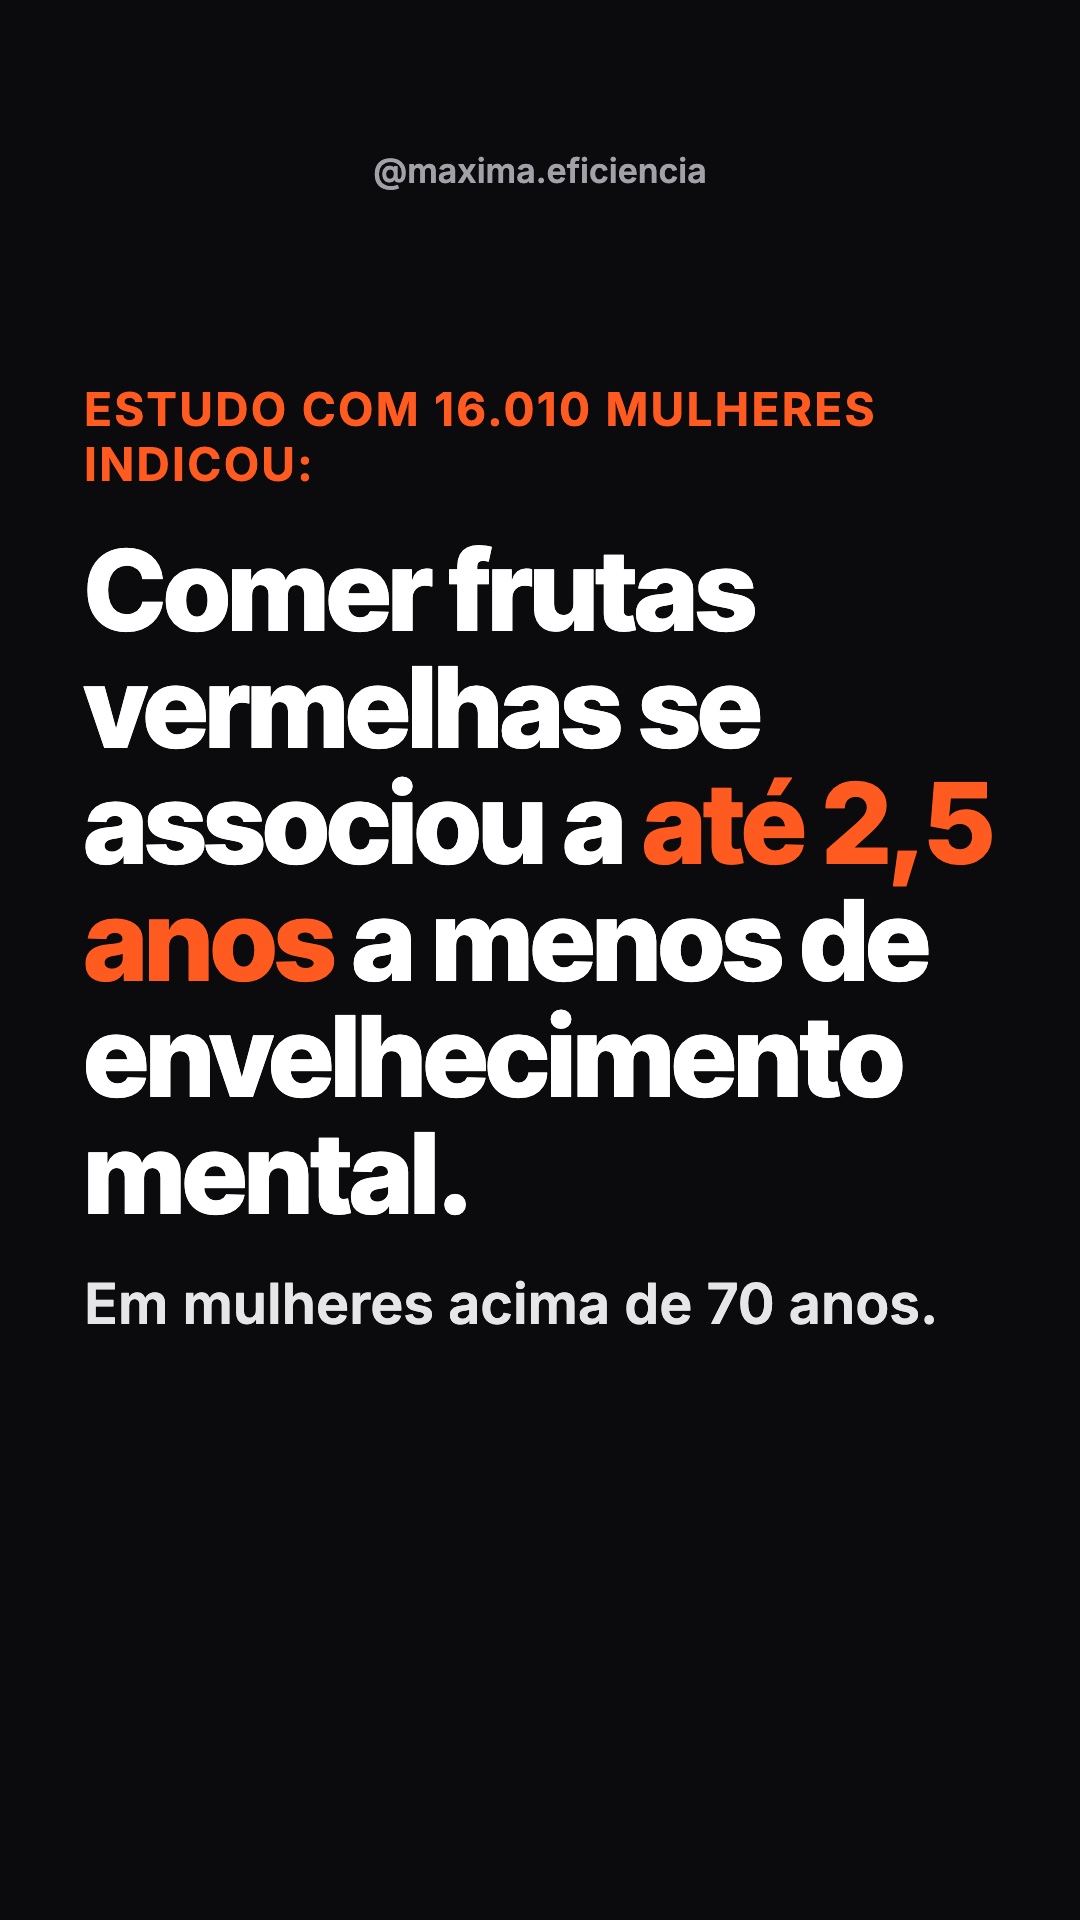 @maxima.eficiencia
ESTUDO COM 16.010 MULHERES
INDICOU:
Comer frutas
vermelhas se
associou a até 2,5
anos a menos de
envelhecimento
mental.
Em mulheres acima de 70 anos.